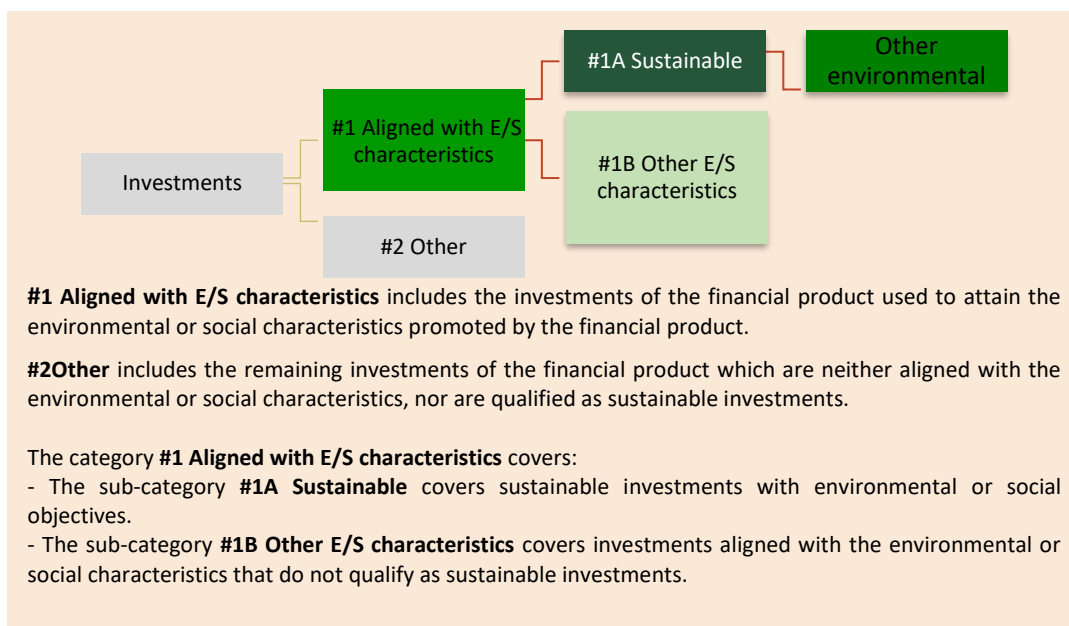 Other
environmental
#1A Sustainable
#1 Aligned with E/S
characteristics
#1B Other E/S
characteristics
Investments
#2 Other
#1 Aligned with E/S characteristics includes the investments of the financial product used to attain the
environmental or social characteristics promoted by the financial product.
#2Other includes the remaining investments of the financial product which are neither aligned with the
environmental or social characteristics, nor are qualified as sustainable investments.
The category #1 Aligned with E/S characteristics covers:
- The sub-category #1A Sustainable covers sustainable investments with environmental or social
objectives.
- The sub-category #1B Other E/S characteristics covers investments aligned with the environmental or
social characteristics that do not qualify as sustainable investments.